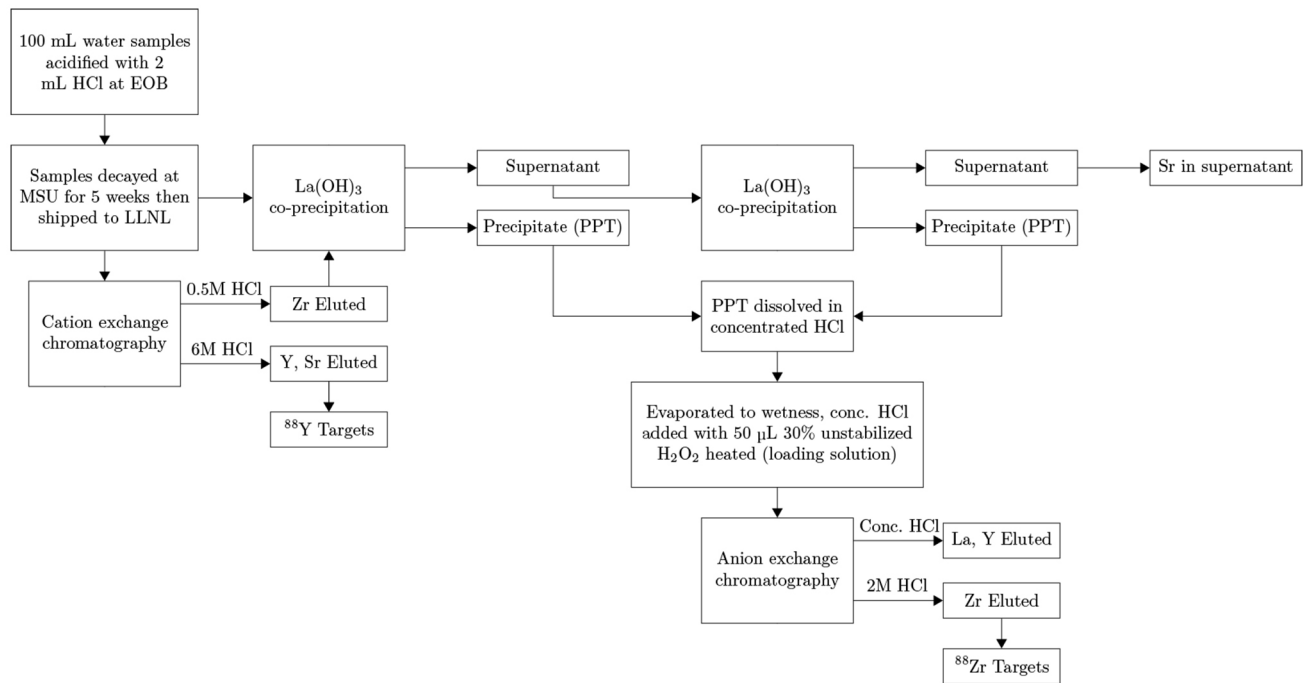 100 mL water samples
acidified with 2
mL HCl at EOB
Samples decayed at
MSU for 5 weeks then
shipped to LLNL
La(OH)₃
co-precipitation
Supernatant
Precipitate (PPT)
La(OH)₃
co-precipitation
Supernatant
Precipitate (PPT)
Sr in supernatant
Cation exchange
chromatography
0.5M HCl
Zr Eluted
6M HCl
Y, Sr Eluted
⁸⁸Y Targets
PPT dissolved in
concentrated HCl
Evaporated to wetness, conc. HCl
added with 50 µL 30% unstabilized
H₂O₂ heated (loading solution)
Anion exchange
chromatography
Conc. HCl
La, Y Eluted
2M HCl
Zr Eluted
⁸⁸Zr Targets